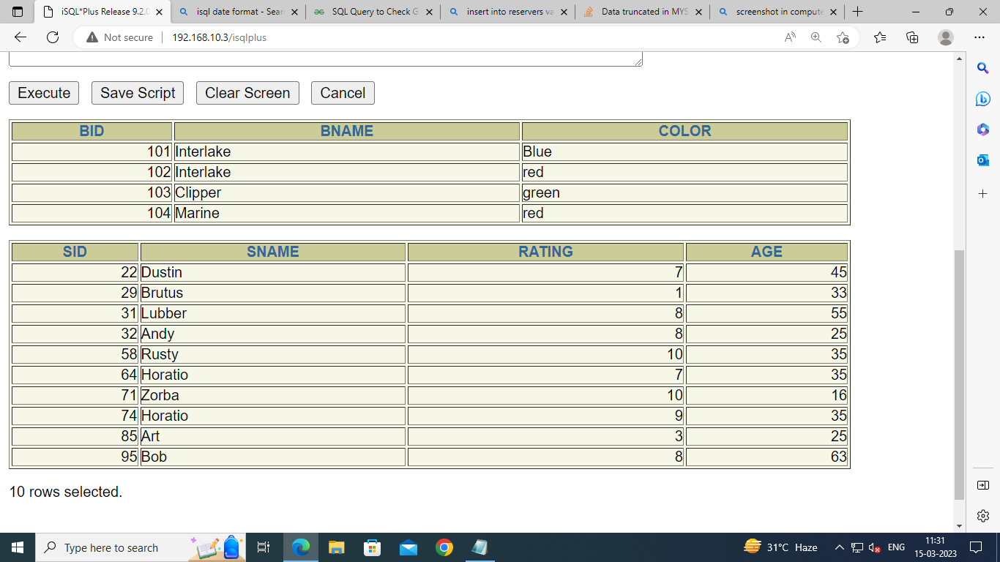 iSQL*Plus Release 9.2.0 isql date format - Sear SQL Query to Check G insert into reservers va Data truncated in MYS screenshot in compute
Not secure 192.168.10.3/isqlplus
Execute Save Script Clear Screen Cancel
BID BNAME COLOR
101 Interlake Blue
102 Interlake red
103 Clipper green
104 Marine red
SID SNAME RATING AGE
22 Dustin 7 45
29 Brutus 1 33
31 Lubber 8 55
32 Andy 8 25
58 Rusty 10 35
64 Horatio 7 35
71 Zorba 10 16
74 Horatio 9 35
85 Art 3 25
95 Bob 8 63
10 rows selected.
Type here to search 31°C Haze ENG 11:31
15-03-2023